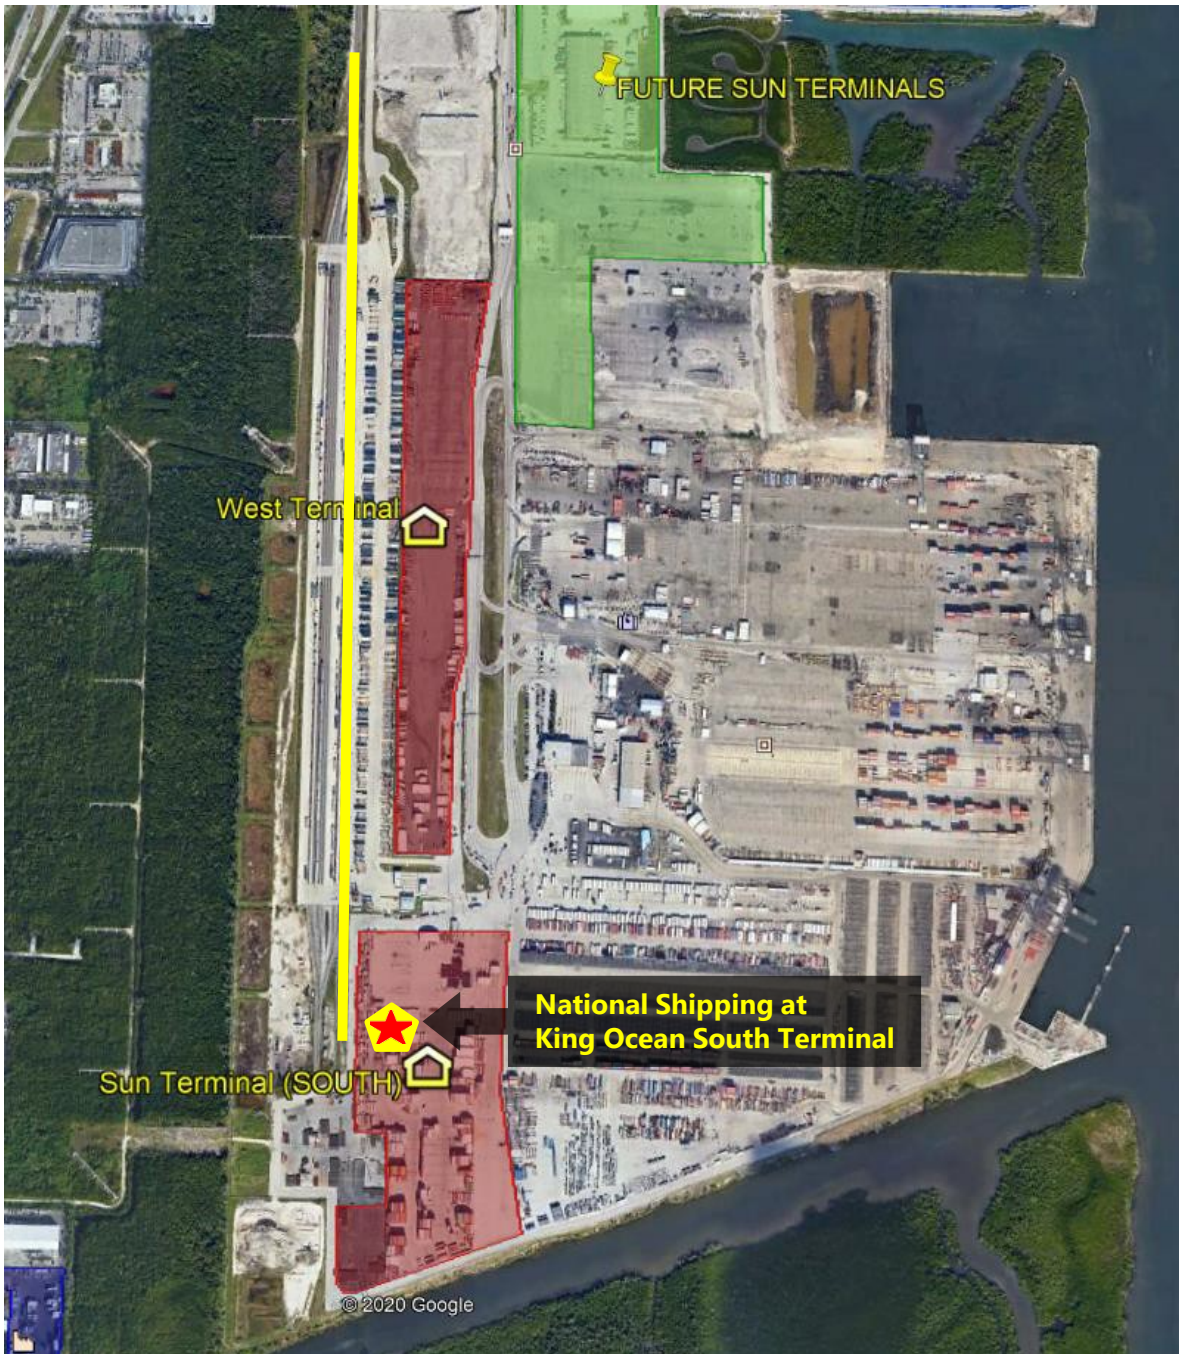 FUTURE SUN TERMINALS
West Terminal
National Shipping at
King Ocean South Terminal
Sun Terminal (SOUTH)
© 2020 Google